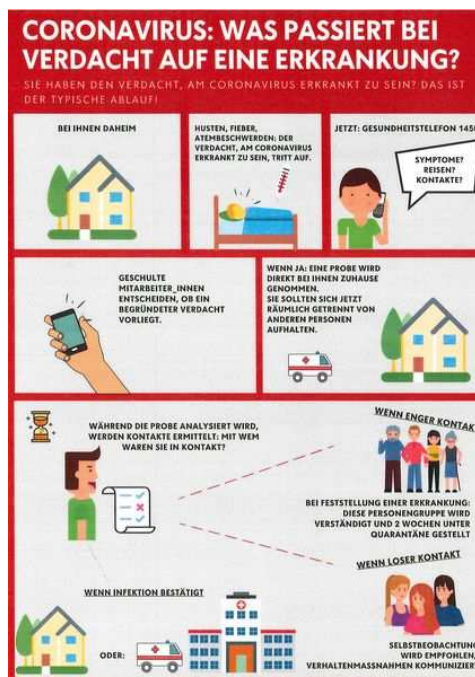 CORONAVIRUS: WAS PASSIERT BEI
VERDACHT AUF EINE ERKRANKUNG?
SIE HABEN DEN VERDACHT, AM CORONAVIRUS ERKRANKT ZU SEIN? DAS IST
DER TYPISCHE ABLAUF!
BEI IHNEN DAHEIM
HUSTEN, FIEBER,
ATEMBESCHWERDEN: DER
VERDACHT, AM CORONAVIRUS
ERKRANKT ZU SEIN, TRITT AUF.
JETZT: GESUNDHEITSTELEFON 1450
SYMPTOME?
REISEN?
KONTAKTE?
GESCHULTE
MITARBEITER_INNEN
ENTSCHEIDEN, OB EIN
BEGRÜNDETER VERDACHT
VORLIEGT.
WENN JA: EINE PROBE WIRD
DIREKT BEI IHNEN ZUHAUSE
GENOMMEN.
SIE SOLLTEN SICH JETZT
RÄUMLICH GETRENNT VON
ANDEREN PERSONEN
AUFHALTEN.
WÄHREND DIE PROBE ANALYSIERT WIRD,
WERDEN KONTAKTE ERMITTELT: MIT WEM
WAREN SIE IN KONTAKT?
WENN ENGER KONTAK
BEI FESTSTELLUNG EINER ERKRANKUNG:
DIESE PERSONENGRUPPE WIRD
VERSTÄNDIGT UND 2 WOCHEN UNTER
QUARANTÄNE GESTELLT
WENN LOSER KONTAKT
SELBSTBEOBACHTUNG
WIRD EMPFOHLEN,
VERHALTENMASSNAHMEN KOMMUNIZIERT
WENN INFEKTION BESTÄTIGT
ODER: